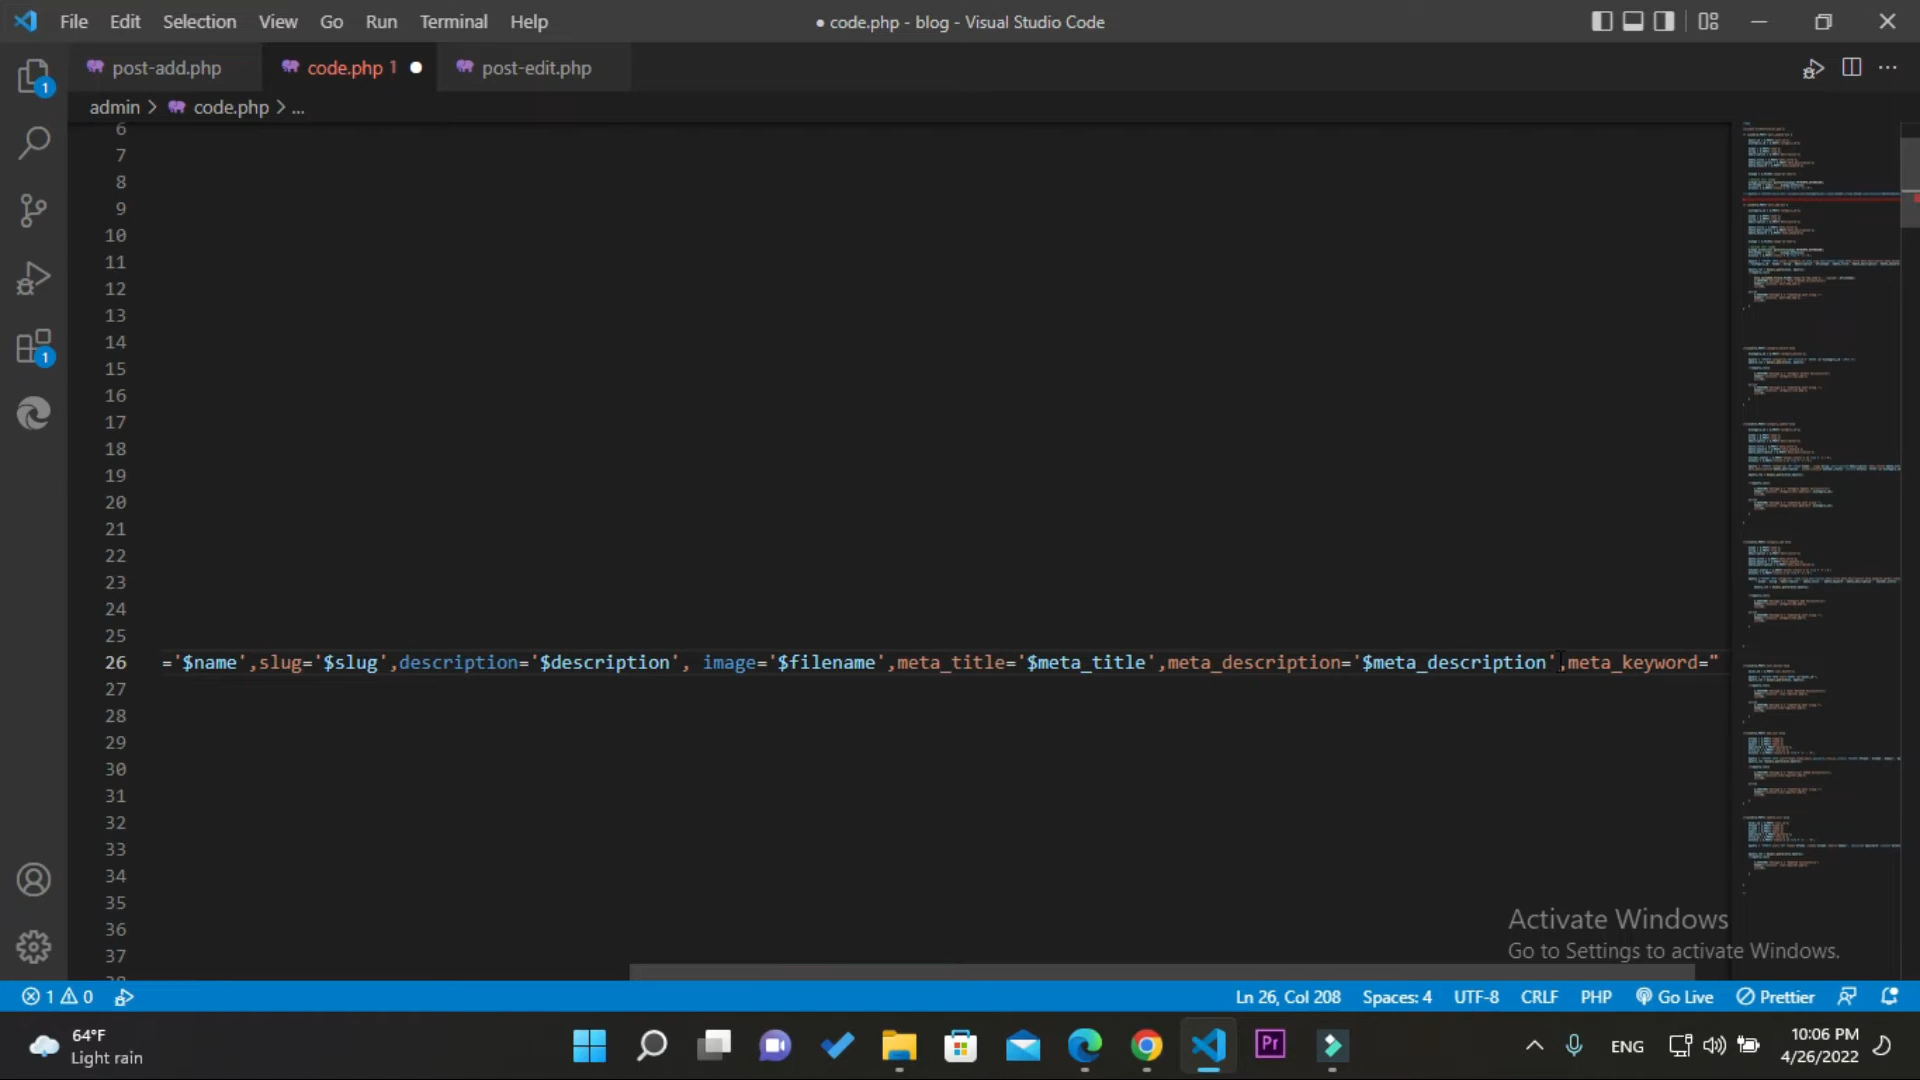 File Edit Selection View Go Run Terminal Help
● code.php - blog - Visual Studio Code
post-add.php code.php 1 post-edit.php
1
admin > code.php > ...
6
7
8
9
10
11
12
13
14
15
16
17
18
19
20
21
22
23
24
25
26 ='$name',slug='$slug',description='$description', image='$filename',meta_title='$meta_title',meta_description='$meta_description',meta_keyword="
27
28
29
30
31
32
33
34
35
36
37
1
Activate Windows
Go to Settings to activate Windows.
1 0 Ln 26, Col 208 Spaces: 4 UTF-8 CRLF PHP Go Live Prettier
64°F
Light rain
Pr
ENG
10:06 PM
4/26/2022